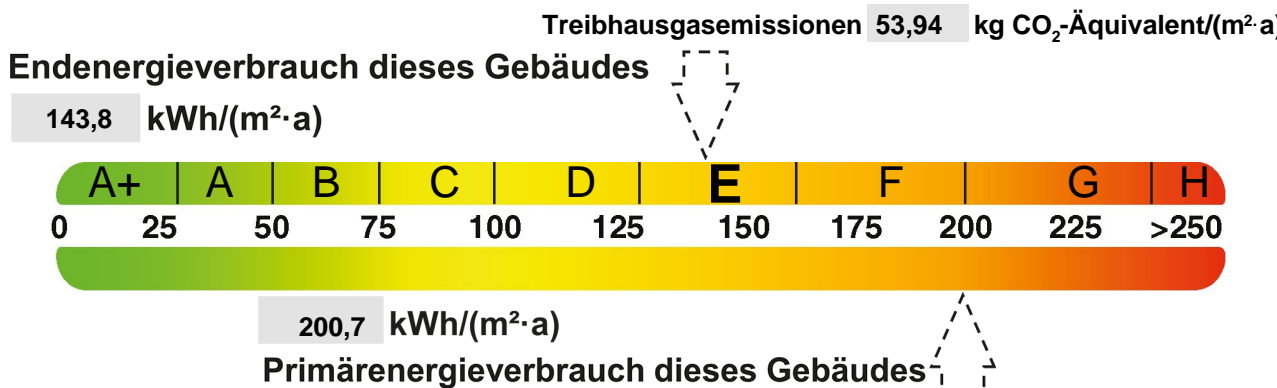 Treibhausgasemissionen 53,94 kg CO₂-Äquivalent/(m²·a)
Endenergieverbrauch dieses Gebäudes
143,8 kWh/(m²·a)
A+ A B C D E F G H
0 25 50 75 100 125 150 175 200 225 >250
200,7 kWh/(m²·a)
Primärenergieverbrauch dieses Gebäudes